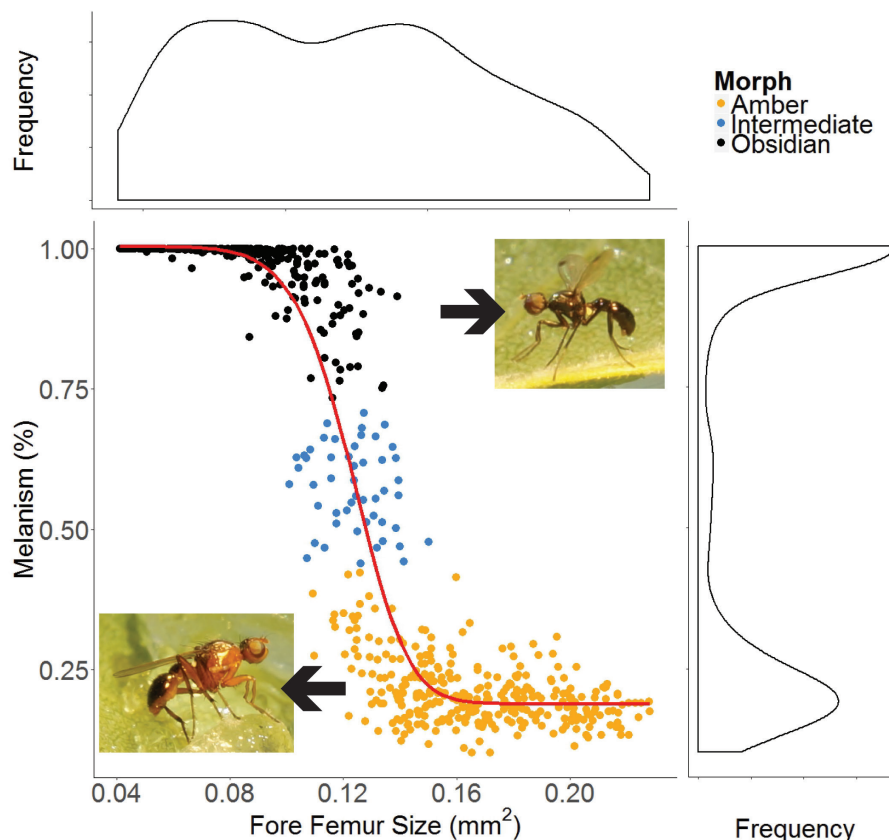 Frequency
Morph
Amber
Intermediate
Obsidian
Melanism (%)
1.00
0.75
0.50
0.25
0.04
0.08
0.12
0.16
0.20
Fore Femur Size (mm²)
Frequency